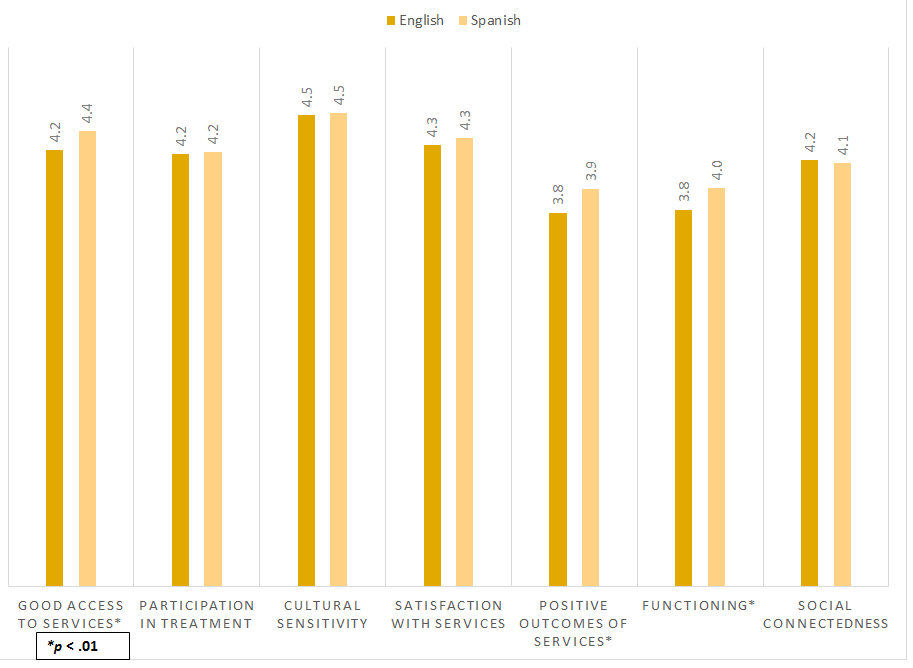 English Spanish
4.2 4.4 4.2 4.2 4.5 4.5 4.3 4.3 3.8 3.9 3.8 4.0 4.2 4.1
GOOD ACCESS
TO SERVICES*
PARTICIPATION
IN TREATMENT
CULTURAL
SENSITIVITY
SATISFACTION
WITH SERVICES
POSITIVE
OUTCOMES OF
SERVICES*
FUNCTIONING*
SOCIAL
CONNECTEDNESS
*p < .01